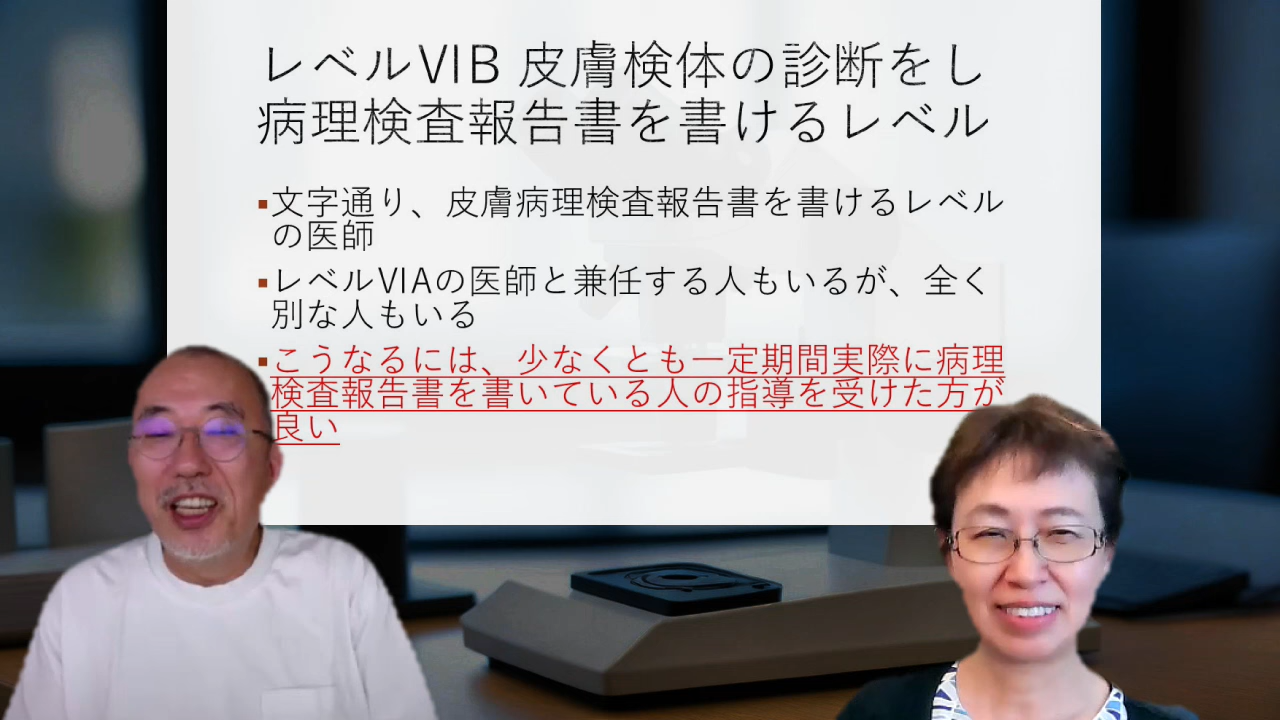 レベルVIB 皮膚検体の診断をし
病理検査報告書を書けるレベル
▪文字通り、皮膚病理検査報告書を書けるレベル
の医師
▪レベルVIAの医師と兼任する人もいるが、全く
別な人もいる
▪こうなるには、少なくとも一定期間実際に病理
検査報告書を書いている人の指導を受けた方が
良い